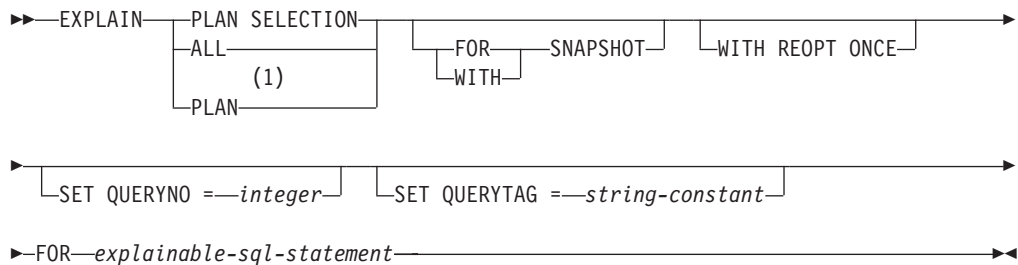 EXPLAIN PLAN SELECTION
ALL FOR SNAPSHOT WITH REOPT ONCE
(1) WITH
PLAN
SET QUERYNO = integer SET QUERYTAG = string-constant
FOR explainable-sql-statement